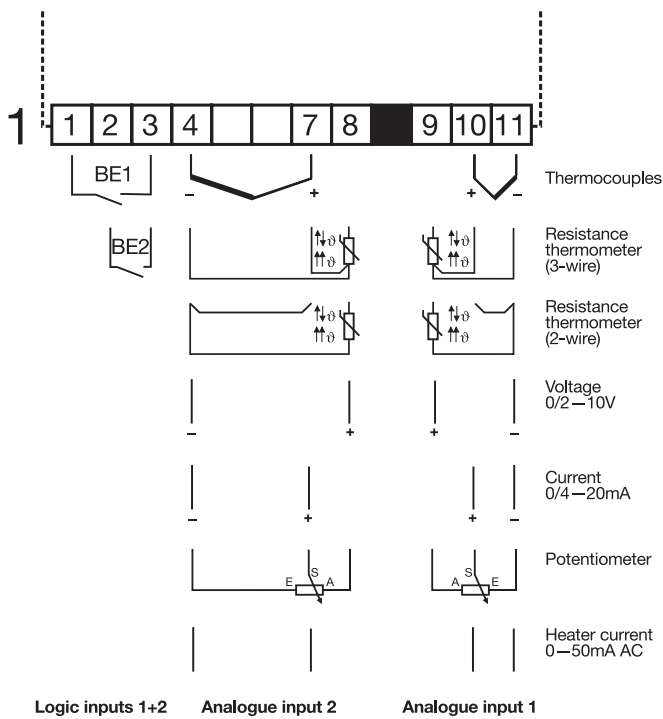 1 1 2 3 4 7 8 9 10 11
BE1
- + + -
Thermocouples
BE2
ϑ ϑ
ϑ ϑ
Resistance
thermometer
(3-wire)
ϑ ϑ
ϑ ϑ
Resistance
thermometer
(2-wire)
Voltage
0/2—10V
- + + -
Current
0/4—20mA
- + + -
Potentiometer
E S A A S E
Heater current
0—50mA AC
Logic inputs 1+2 Analogue input 2 Analogue input 1